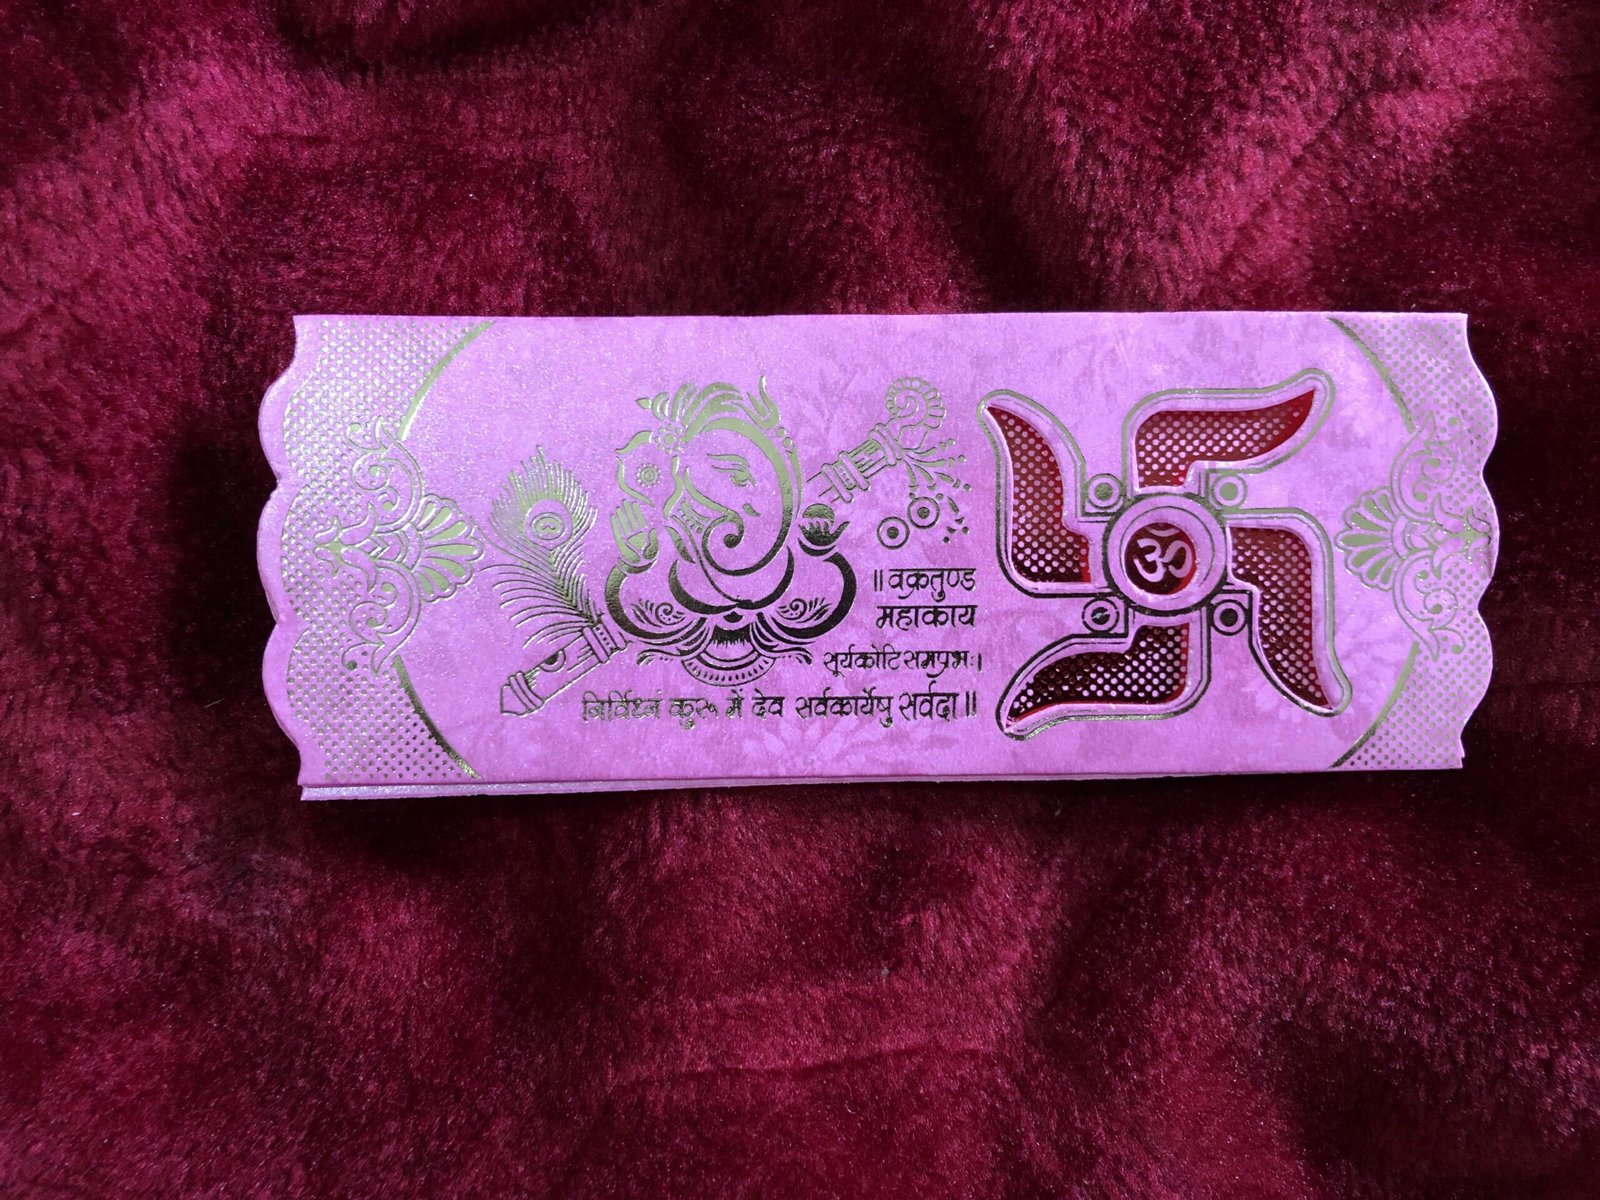 ॥ वक्रतुण्ड
महाकाय
सूर्यकोटि समप्रभः।
निर्विघ्नं कुरू में देव सर्वकार्येषु सर्वदा ॥
ॐ